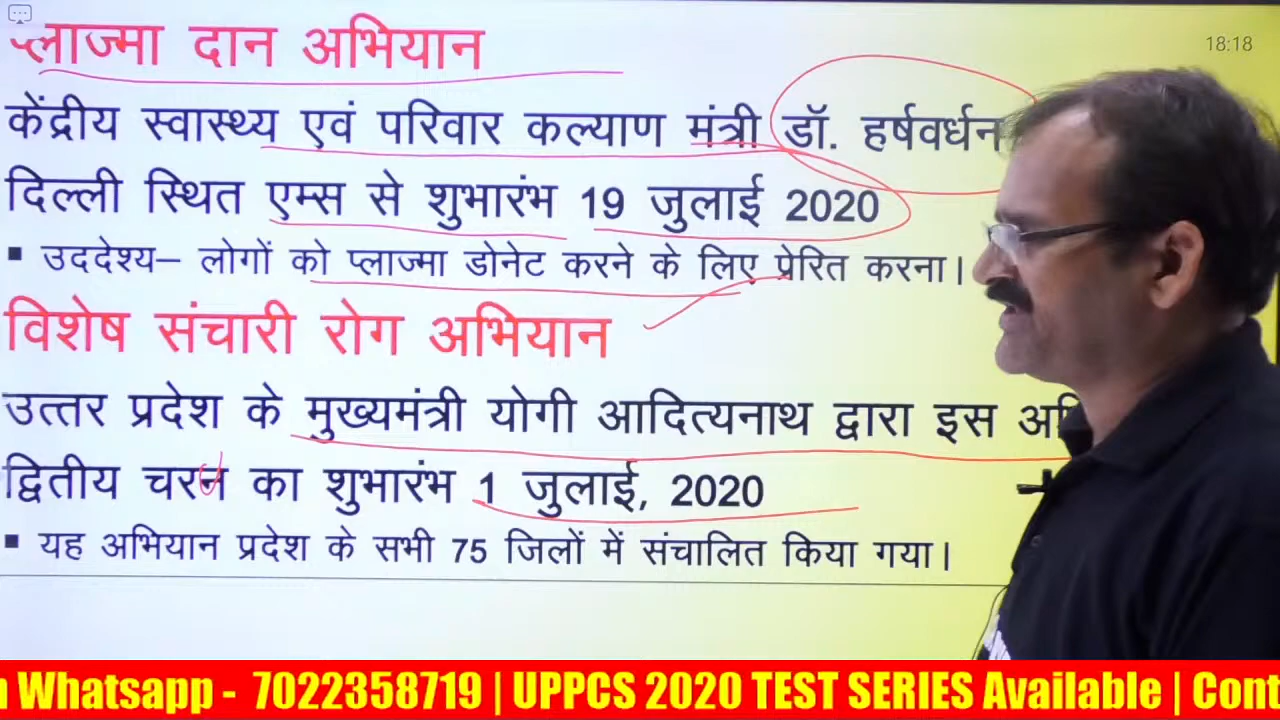 प्लाज्मा दान अभियान
18:18
केंद्रीय स्वास्थ्य एवं परिवार कल्याण मंत्री डॉ. हर्षवर्धन
दिल्ली स्थित एम्स से शुभारंभ 19 जुलाई 2020
▪ उददेश्य– लोगों को प्लाज्मा डोनेट करने के लिए प्रेरित करना।
विशेष संचारी रोग अभियान
उत्तर प्रदेश के मुख्यमंत्री योगी आदित्यनाथ द्वारा इस
द्वितीय चरन का शुभारंभ 1 जुलाई, 2020
▪ यह अभियान प्रदेश के सभी 75 जिलों में संचालित किया गया।
Whatsapp - 7022358719 | UPPCS 2020 TEST SERIES Available |